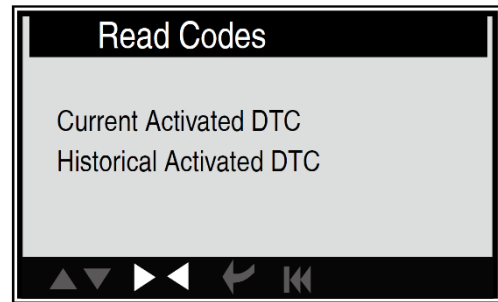 Read Codes
Current Activated DTC
Historical Activated DTC